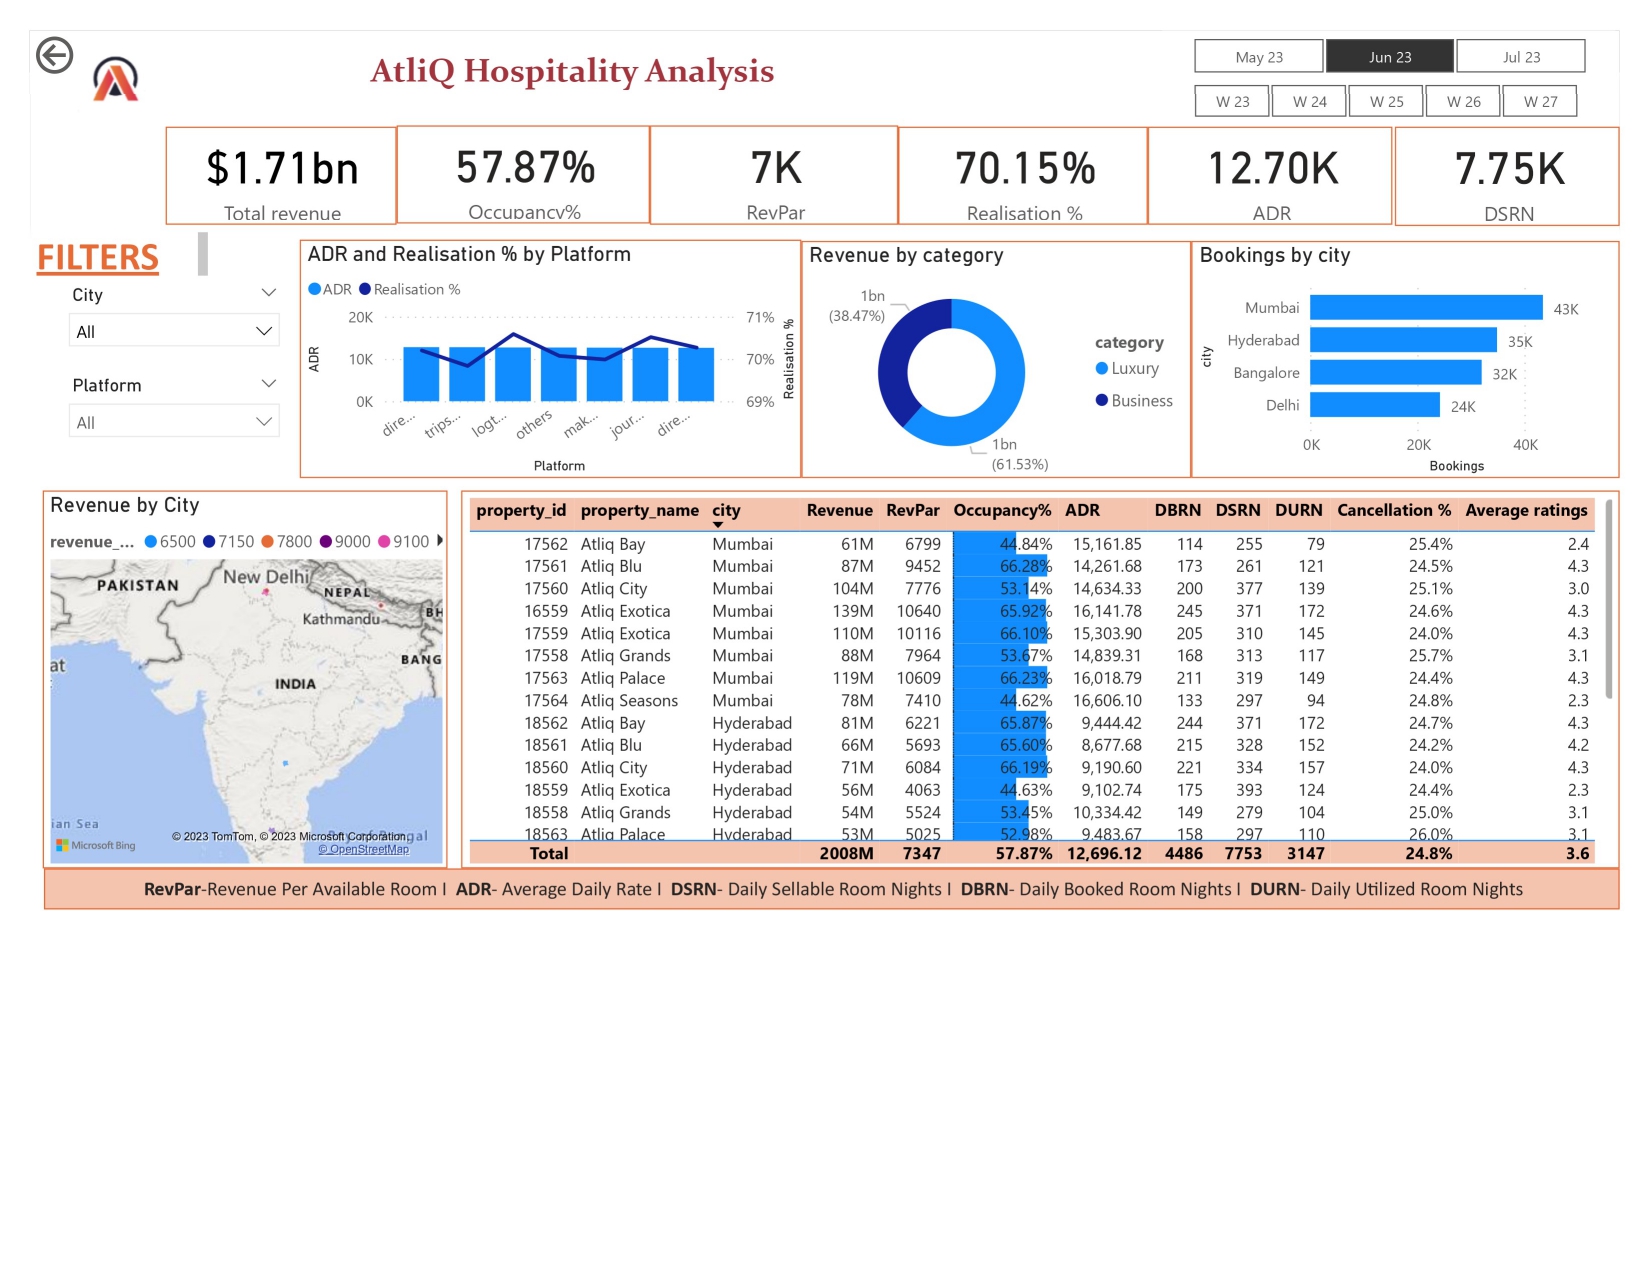 AtliQ Hospitality Analysis
May 23 Jun 23 Jul 23
W 23 W 24 W 25 W 26 W 27
$1.71bn
Total revenue
57.87%
Occupancy%
7K
RevPar
70.15%
Realisation %
12.70K
ADR
7.75K
DSRN
FILTERS
City
All
Platform
All
ADR and Realisation % by Platform
ADR Realisation %
20K
10K
0K
ADR
71%
70%
69%
Realisation %
dire... trips... logt... others mak... jour... dire...
Platform
Revenue by category
1bn
(38.47%)
1bn
(61.53%)
category
Luxury
Business
Bookings by city
city
Mumbai 43K
Hyderabad 35K
Bangalore 32K
Delhi 24K
0K 20K 40K
Bookings
Revenue by City
revenue_... 6500 7150 7800 9000 9100
PAKISTAN
New Delhi
NEPAL
Kathmandu
BH
BANG
at
INDIA
ian Sea
© 2023 TomTom, © 2023 Microsoft Corporation,
© OpenStreetMap
Microsoft Bing
property_id property_name city Revenue RevPar Occupancy% ADR DBRN DSRN DURN Cancellation % Average ratings
17562 Atliq Bay Mumbai 61M 6799 44.84% 15,161.85 114 255 79 25.4% 2.4
17561 Atliq Blu Mumbai 87M 9452 66.28% 14,261.68 173 261 121 24.5% 4.3
17560 Atliq City Mumbai 104M 7776 53.14% 14,634.33 200 377 139 25.1% 3.0
16559 Atliq Exotica Mumbai 139M 10640 65.92% 16,141.78 245 371 172 24.6% 4.3
17559 Atliq Exotica Mumbai 110M 10116 66.10% 15,303.90 205 310 145 24.0% 4.3
17558 Atliq Grands Mumbai 88M 7964 53.67% 14,839.31 168 313 117 25.7% 3.1
17563 Atliq Palace Mumbai 119M 10609 66.23% 16,018.79 211 319 149 24.4% 4.3
17564 Atliq Seasons Mumbai 78M 7410 44.62% 16,606.10 133 297 94 24.8% 2.3
18562 Atliq Bay Hyderabad 81M 6221 65.87% 9,444.42 244 371 172 24.7% 4.3
18561 Atliq Blu Hyderabad 66M 5693 65.60% 8,677.68 215 328 152 24.2% 4.2
18560 Atliq City Hyderabad 71M 6084 66.19% 9,190.60 221 334 157 24.0% 4.3
18559 Atliq Exotica Hyderabad 56M 4063 44.63% 9,102.74 175 393 124 24.4% 2.3
18558 Atliq Grands Hyderabad 54M 5524 53.45% 10,334.42 149 279 104 25.0% 3.1
18563 Atliq Palace Hyderabad 53M 5025 52.98% 9,483.67 158 297 110 26.0% 3.1
Total 2008M 7347 57.87% 12,696.12 4486 7753 3147 24.8% 3.6
RevPar-Revenue Per Available Room I ADR- Average Daily Rate I DSRN- Daily Sellable Room Nights I DBRN- Daily Booked Room Nights I DURN- Daily Utilized Room Nights